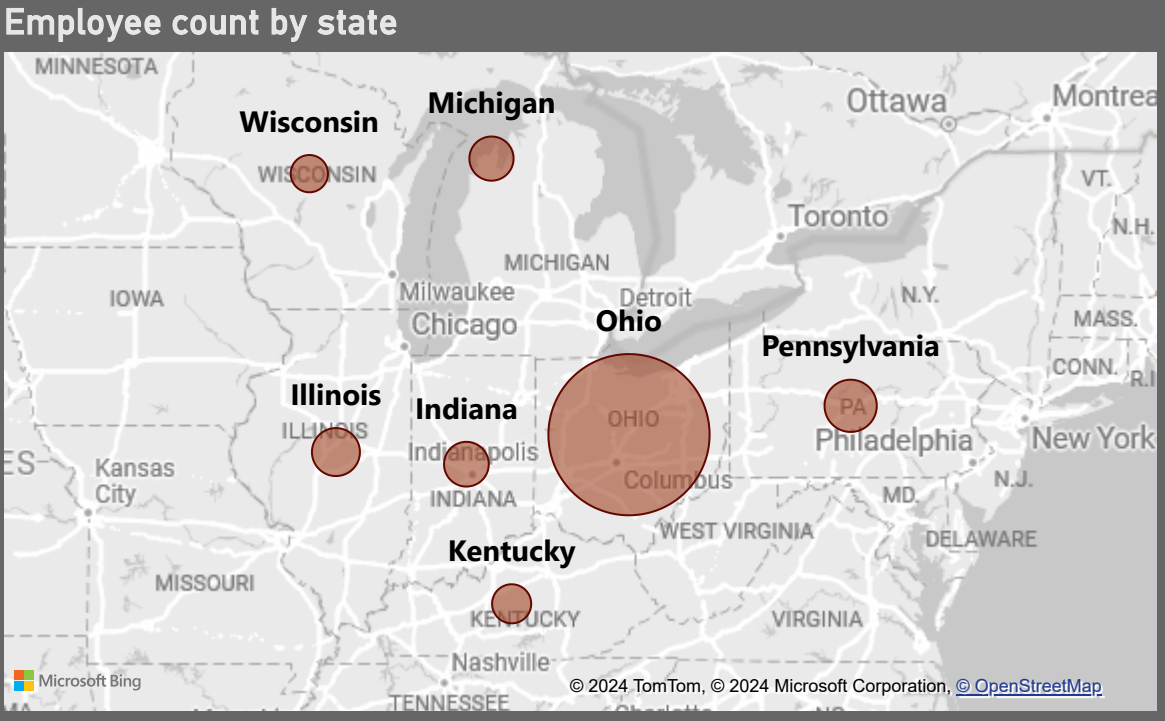 Employee count by state
MINNESOTA
Michigan
Ottawa
Montrea
Wisconsin
WISCONSIN
VT.
Toronto
N.H.
MICHIGAN
IOWA
Milwaukee
Detroit
N.Y.
Chicago
Ohio
MASS.
Pennsylvania
CONN.
R.I
Illinois
Indiana
PA
OHIO
ILLINOIS
Philadelphia
New York
Indianapolis
ES
Kansas
City
Columbus
N.J.
INDIANA
MD.
WEST VIRGINIA
DELAWARE
Kentucky
MISSOURI
KENTUCKY
VIRGINIA
Nashville
Microsoft Bing
© 2024 TomTom, © 2024 Microsoft Corporation, © OpenStreetMap
TENNESSEE